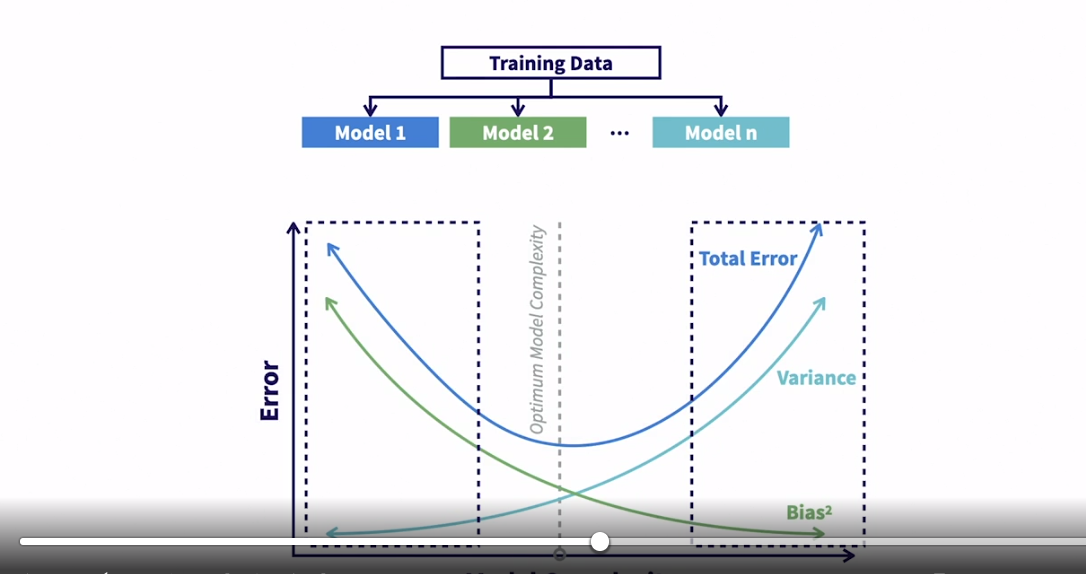 Training Data
Model 1
Model 2
...
Model n
Optimum Model Complexity
Total Error
Error
Variance
Bias²